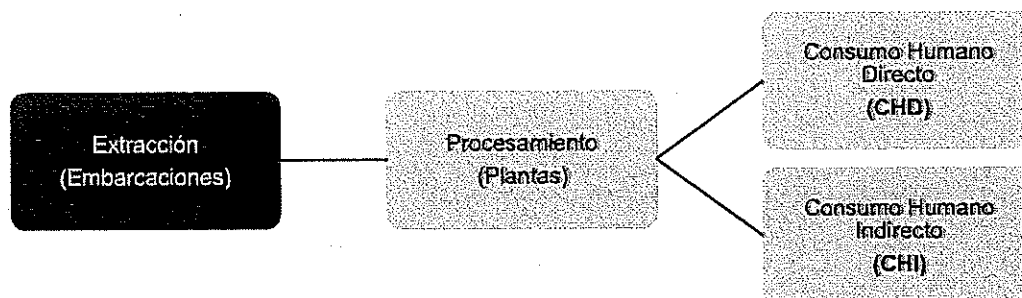 Extracción
(Embarcaciones)
Procesamiento
(Plantas)
Consumo Humano
Directo
(CHD)
Consumo Humano
Indirecto
(CHI)